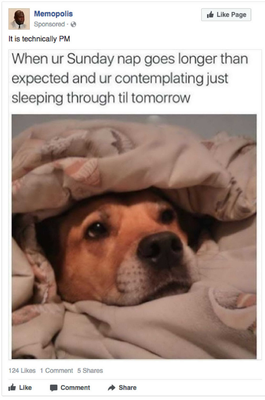 Memopolis
Sponsored ·
Like Page
It is technically PM
When ur Sunday nap goes longer than
expected and ur contemplating just
sleeping through til tomorrow
124 Likes 1 Comment 5 Shares
Like Comment Share